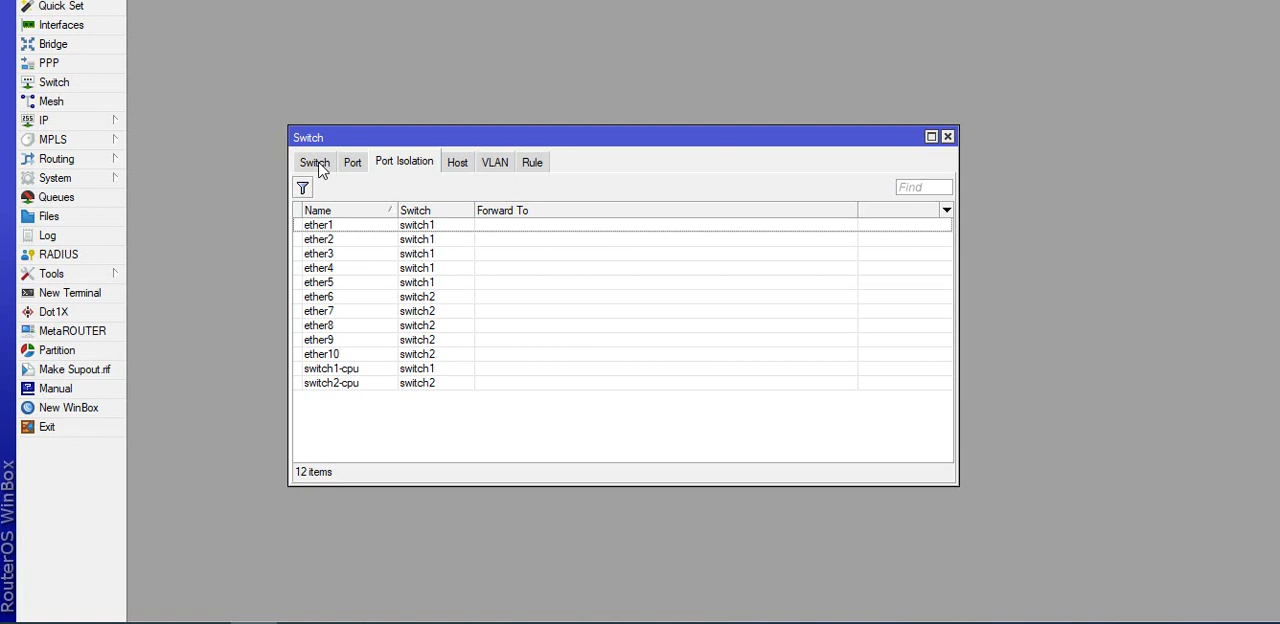 Quick Set
Interfaces
Bridge
PPP
Switch
Mesh
IP
MPLS
Routing
System
Queues
Files
Log
RADIUS
Tools
New Terminal
Dot1X
MetaROUTER
Partition
Make Supout.rif
Manual
New WinBox
Exit
RouterOS WinBox
Switch
Switch Port Port Isolation Host VLAN Rule
Find
Name Switch Forward To
ether1 switch1
ether2 switch1
ether3 switch1
ether4 switch1
ether5 switch1
ether6 switch2
ether7 switch2
ether8 switch2
ether9 switch2
ether10 switch2
switch1-cpu switch1
switch2-cpu switch2
12 items